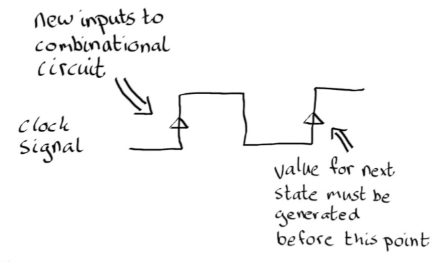 New inputs to
combinational
circuit
Clock
Signal
Value for next
state must be
generated
before this point